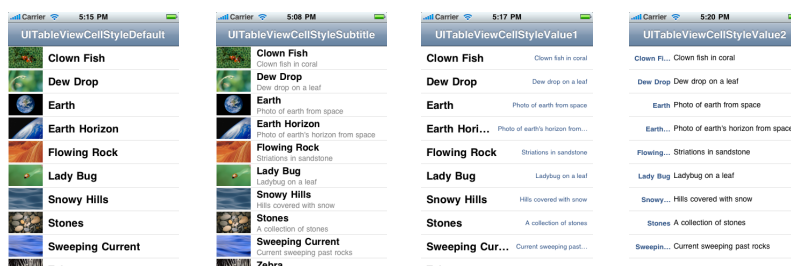 Carrier 5:15 PM
UITableViewCellStyleDefault
Clown Fish
Dew Drop
Earth
Earth Horizon
Flowing Rock
Lady Bug
Snowy Hills
Stones
Sweeping Current
Carrier 5:08 PM
UITableViewCellStyleSubtitle
Clown Fish
Clown fish in coral
Dew Drop
Dew drop on a leaf
Earth
Photo of earth from space
Earth Horizon
Photo of earth's horizon from space
Flowing Rock
Striations in sandstone
Lady Bug
Ladybug on a leaf
Snowy Hills
Hills covered with snow
Stones
A collection of stones
Sweeping Current
Current sweeping past rocks
Zebra
Carrier 5:17 PM
UITableViewCellStyleValue1
Clown Fish Clown fish in coral
Dew Drop Dew drop on a leaf
Earth Photo of earth from space
Earth Hori... Photo of earth's horizon from...
Flowing Rock Striations in sandstone
Lady Bug Ladybug on a leaf
Snowy Hills Hills covered with snow
Stones A collection of stones
Sweeping Cur... Current sweeping past...
Carrier 5:20 PM
UITableViewCellStyleValue2
Clown Fi... Clown fish in coral
Dew Drop Dew drop on a leaf
Earth Photo of earth from space
Earth... Photo of earth's horizon from space
Flowing... Striations in sandstone
Lady Bug Ladybug on a leaf
Snowy... Hills covered with snow
Stones A collection of stones
Sweepin... Current sweeping past rocks